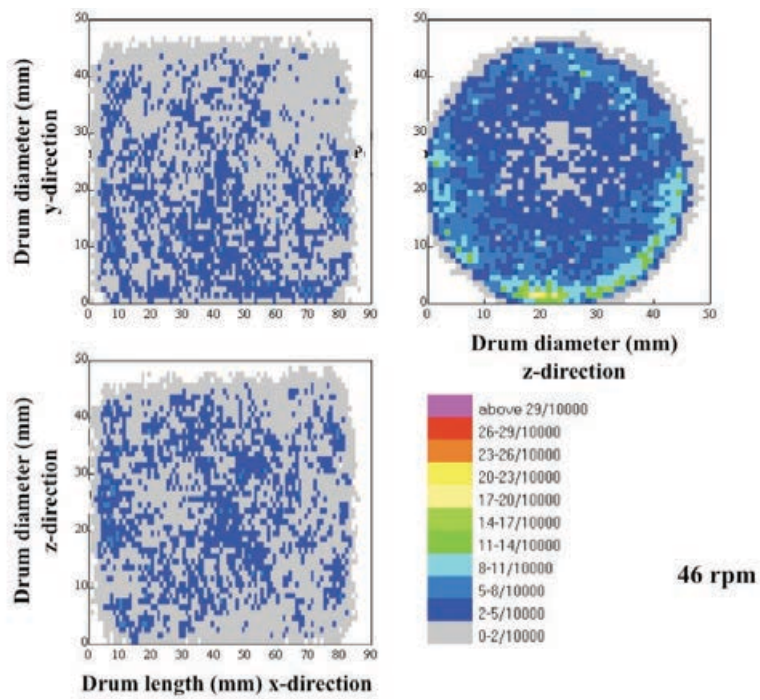 50
40
30
20
10
0
0 10 20 30 40 50 60 70 80 90
Drum diameter (mm)
y-direction
50
40
30
20
10
0
0 10 20 30 40 50
Drum diameter (mm)
z-direction
50
40
30
20
10
0
0 10 20 30 40 50 60 70 80 90
Drum diameter (mm)
z-direction
Drum length (mm) x-direction
above 29/10000
26-29/10000
23-26/10000
20-23/10000
17-20/10000
14-17/10000
11-14/10000
8-11/10000
5-8/10000
2-5/10000
0-2/10000
46 rpm